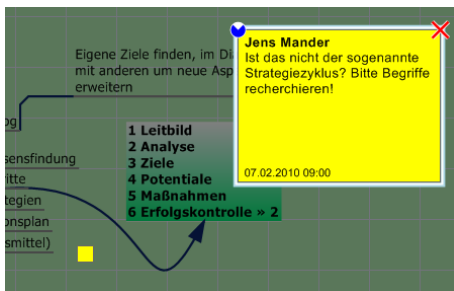 Eigene Ziele finden, im Di
mit anderen um neue Asp
erweitern
og
sensfindung
itte
tegien
onsplan
smittel)
1 Leitbild
2 Analyse
3 Ziele
4 Potentiale
5 Maßnahmen
6 Erfolgskontrolle » 2
Jens Mander
Ist das nicht der sogenannte
Strategiezyklus? Bitte Begriffe
recherchieren!
07.02.2010 09:00